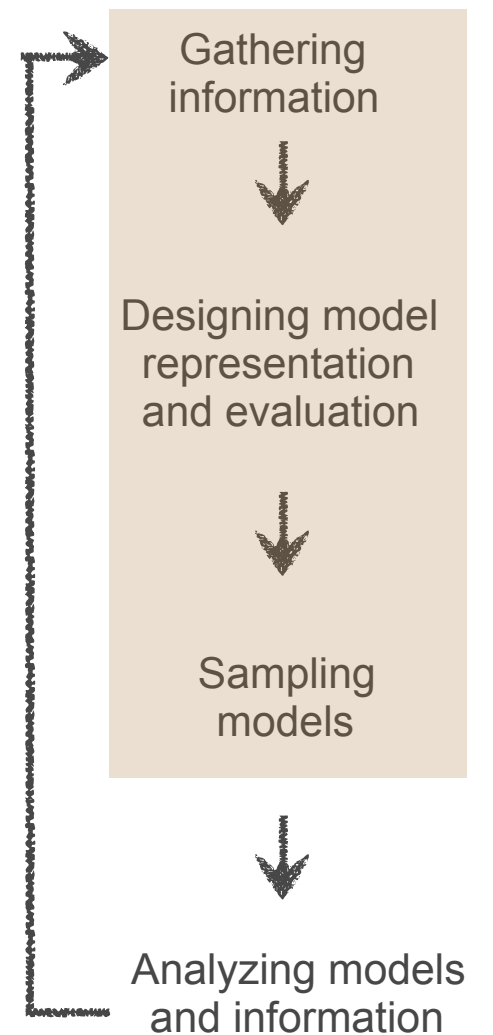 Gathering
information
Designing model
representation
and evaluation
Sampling
models
Analyzing models
and information